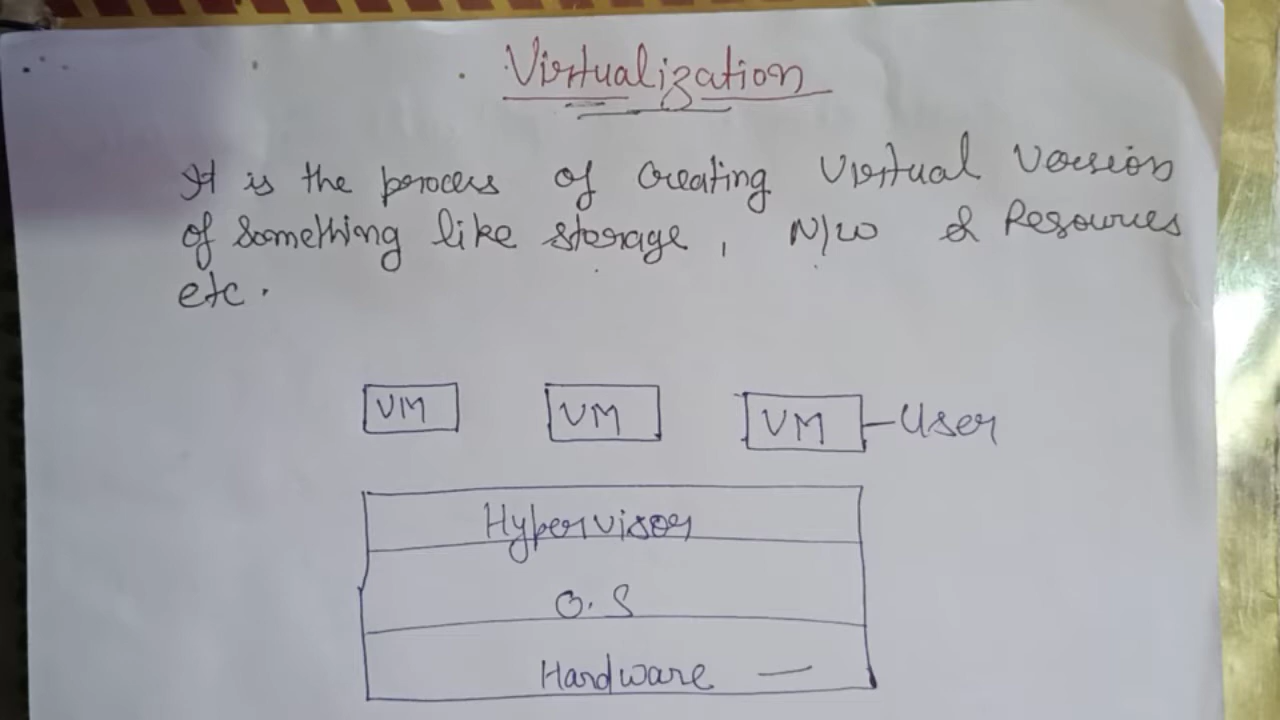 Virtualization
It is the process of creating Virtual Version
of Something like storage, N/W & Resources
etc.
VM VM VM User
Hypervisor
O.S
Hardware